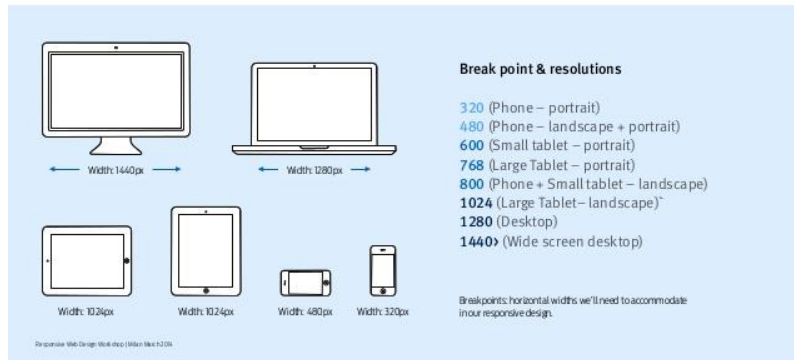 Width: 1440px
Width: 1280px
Width: 1024px
Width: 1024px
Width: 480px
Width: 320px
Break point & resolutions
320 (Phone – portrait)
480 (Phone – landscape + portrait)
600 (Small tablet – portrait)
768 (Large Tablet – portrait)
800 (Phone + Small tablet – landscape)
1024 (Large Tablet– landscape)~
1280 (Desktop)
1440> (Wide screen desktop)
Breakpoints: horizontal widths we'll need to accommodate
in our responsive design.
Responsive Web Design Workshop | Milan March 2014